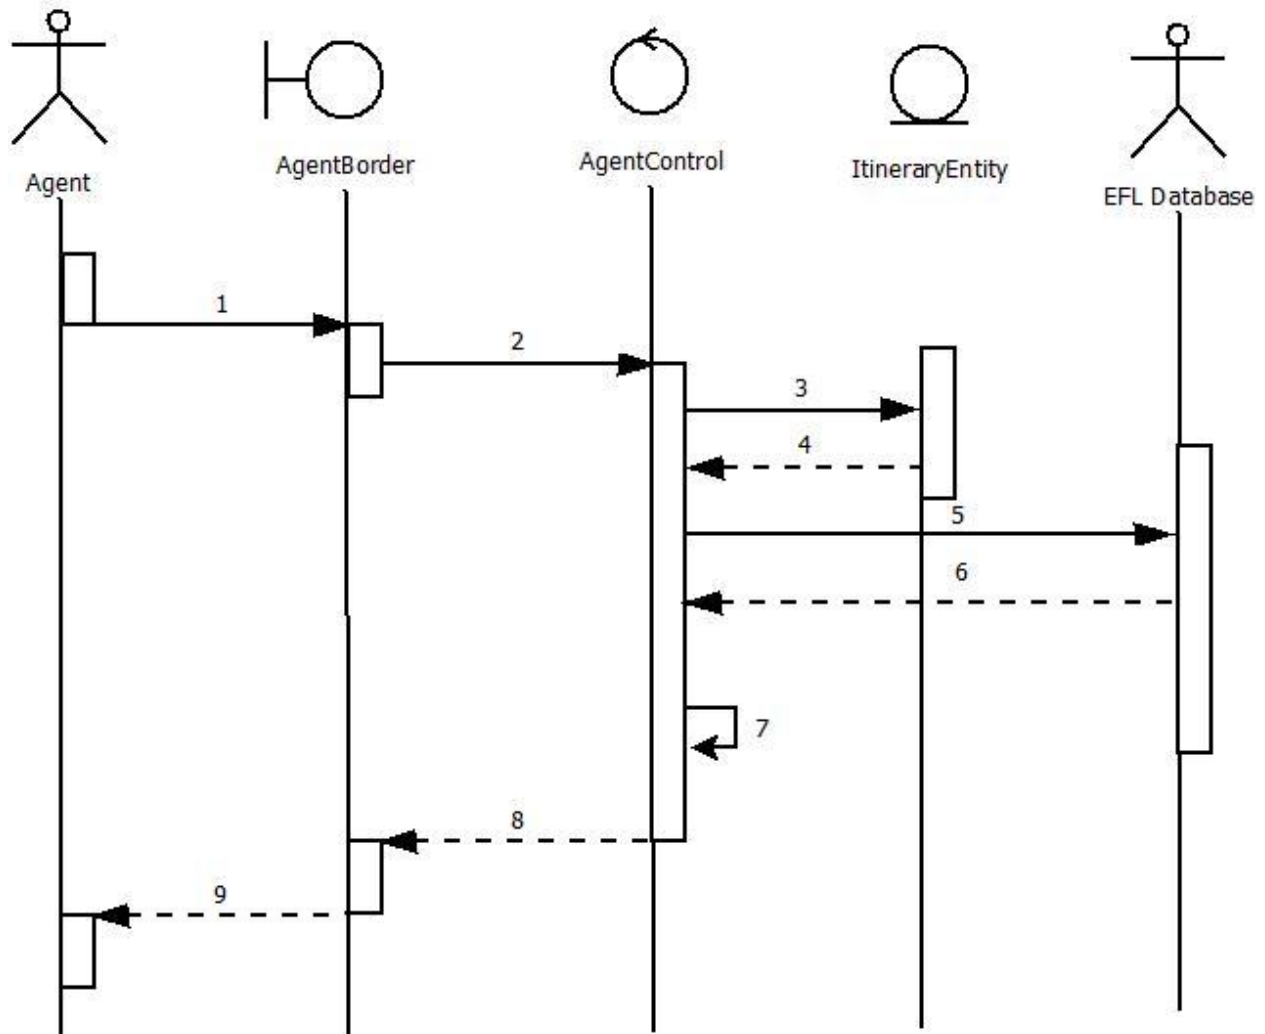 Agent
AgentBorder
AgentControl
ItineraryEntity
EFL Database
1
2
3
4
5
6
7
8
9